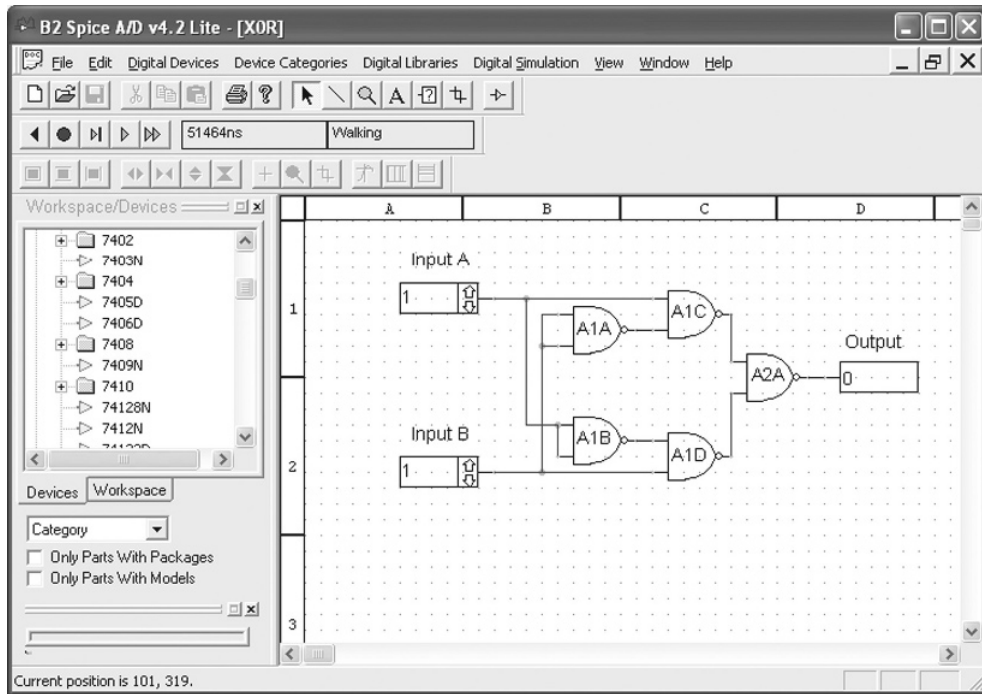 B2 Spice A/D v4.2 Lite - [X0R]
File Edit Digital Devices Device Categories Digital Libraries Digital Simulation View Window Help
51464ns Walking
Workspace/Devices
7402
7403N
7404
7405D
7406D
7408
7409N
7410
74128N
7412N
74132D
Devices Workspace
Category
Only Parts With Packages
Only Parts With Models
A B C D
1
2
3
Input A
1
A1A
A1C
Output
A2A
0
Input B
1
A1B
A1D
Current position is 101, 319.